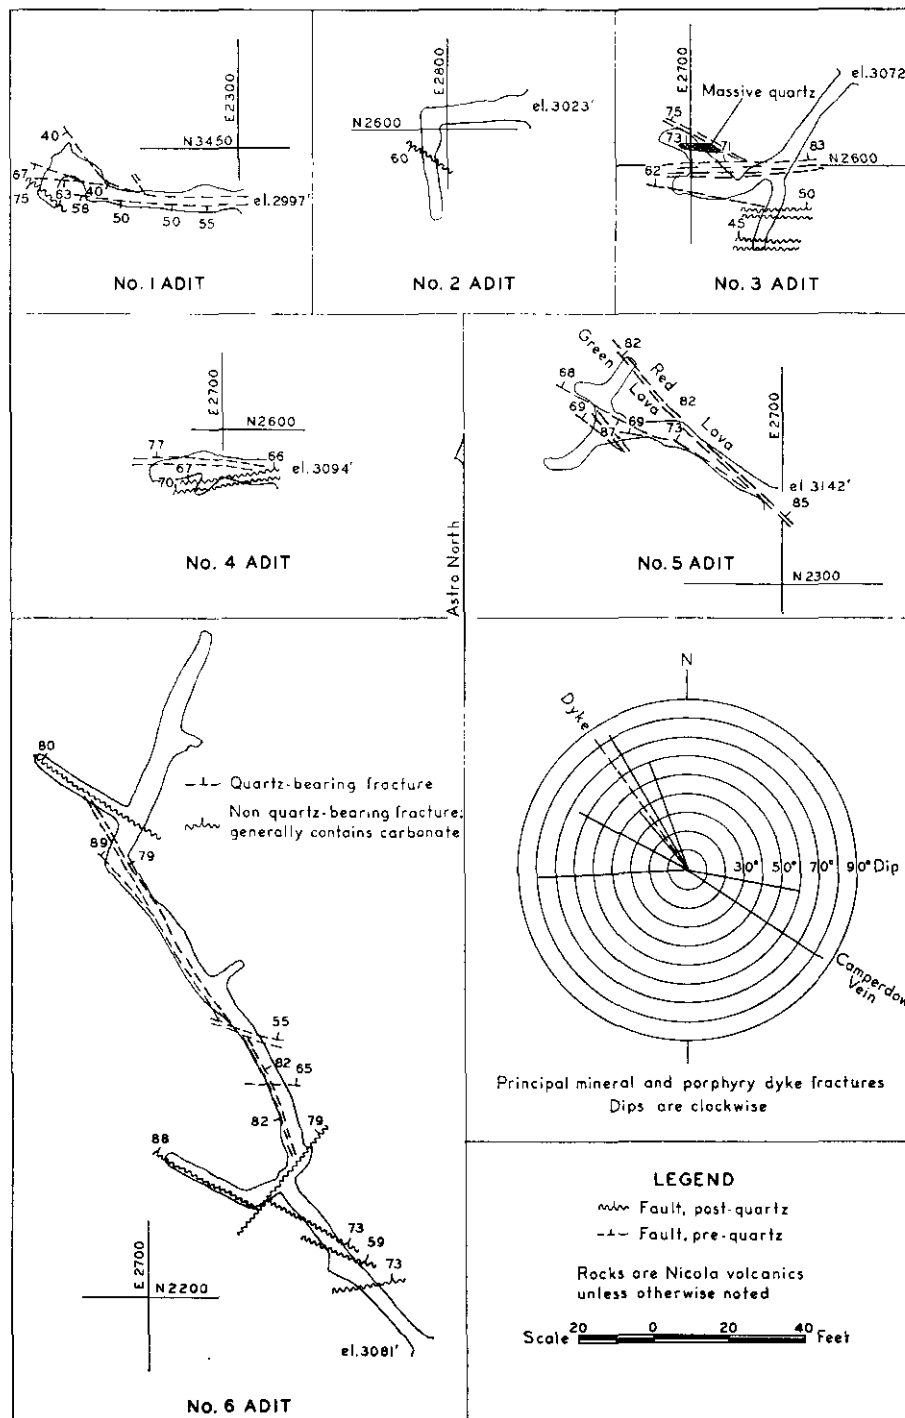 E2300
N3450
40
67
75
71
63
58
40
50
50
55
el.2997'
No. 1 ADIT
E2800
N2600
el.3023'
60
No. 2 ADIT
E2700
el.3072'
Massive quartz
75
73
71
83
N2600
62
50
45
No. 3 ADIT
E2700
N2600
77
66
67
70
el.3094'
No. 4 ADIT
Astro North
82
Green Lava
Red Lava
68
82
69
87
69
73
E2700
el.3142'
85
No. 5 ADIT
N2300
80
Quartz-bearing fracture
Non quartz-bearing fracture;
generally contains carbonate
89
79
55
82
65
82
79
88
73
59
73
E2700
N2200
el.3081'
No. 6 ADIT
N
Dyke
30° 50° 70° 90° Dip
Camperdow
Vein
Principal mineral and porphyry dyke fractures
Dips are clockwise
LEGEND
Fault, post-quartz
Fault, pre-quartz
Rocks are Nicola volcanics
unless otherwise noted
Scale 20 0 20 40 Feet